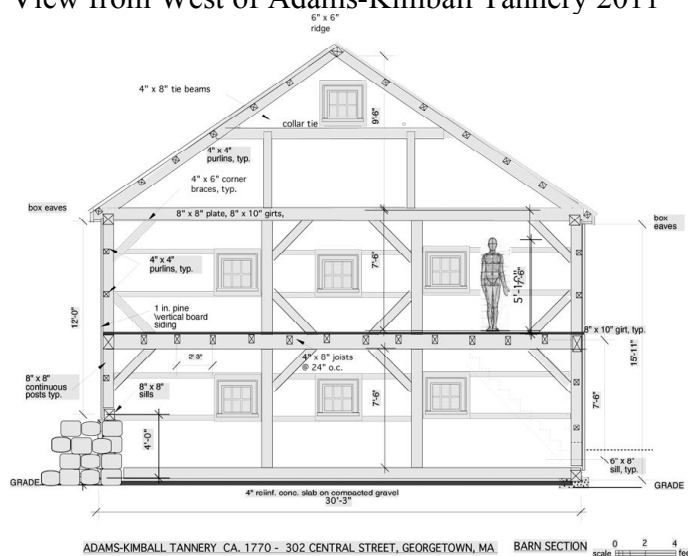 View from West of Adams-Kimball Tannery 2011
6" x 6"
ridge
4" x 8" tie beams
collar tie
9'-6"
4" x 4"
purlins, typ.
4" x 6" corner
braces, typ.
box eaves
8" x 8" plate, 8" x 10" girts,
box
eaves
4" x 4"
purlins, typ.
7'-6"
7'-6"
1 in. pine
vertical board
siding
12'-0"
8" x 10" girt, typ.
15'-11"
2'-3"
4" x 8" joists
@ 24" o.c.
8" x 8"
continuous
posts typ.
8" x 8"
sills
7'-6"
7'-6"
4'-0"
6" x 8"
sill, typ.
GRADE
GRADE
4" reiinf. conc. slab on compacted gravel
30'-3"
ADAMS-KIMBALL TANNERY CA. 1770 - 302 CENTRAL STREET, GEORGETOWN, MA
BARN SECTION
0 2 4
scale